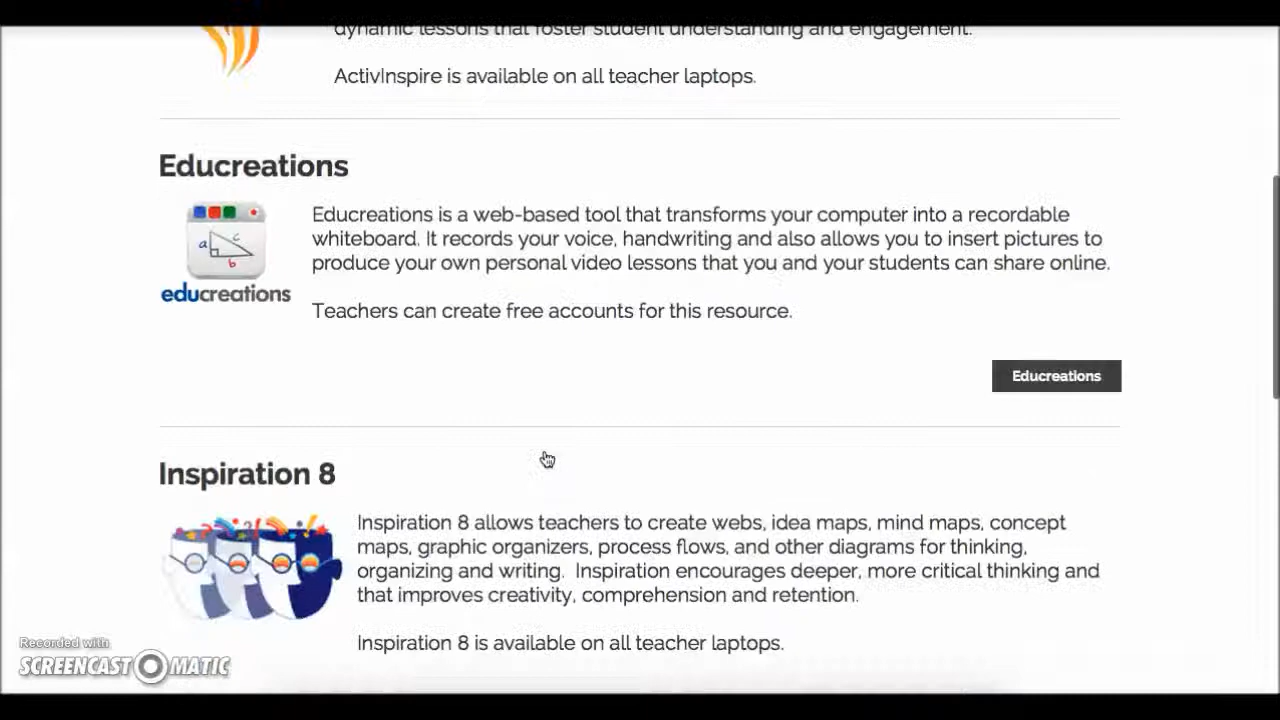 dynamic lessons that foster student understanding and engagement.
ActivInspire is available on all teacher laptops.
Educreations
a
c
b
educreations
Educreations is a web-based tool that transforms your computer into a recordable
whiteboard. It records your voice, handwriting and also allows you to insert pictures to
produce your own personal video lessons that you and your students can share online.
Teachers can create free accounts for this resource.
Educreations
Inspiration 8
Inspiration 8 allows teachers to create webs, idea maps, mind maps, concept
maps, graphic organizers, process flows, and other diagrams for thinking,
organizing and writing. Inspiration encourages deeper, more critical thinking and
that improves creativity, comprehension and retention.
Inspiration 8 is available on all teacher laptops.
Recorded with
SCREENCAST MATIC